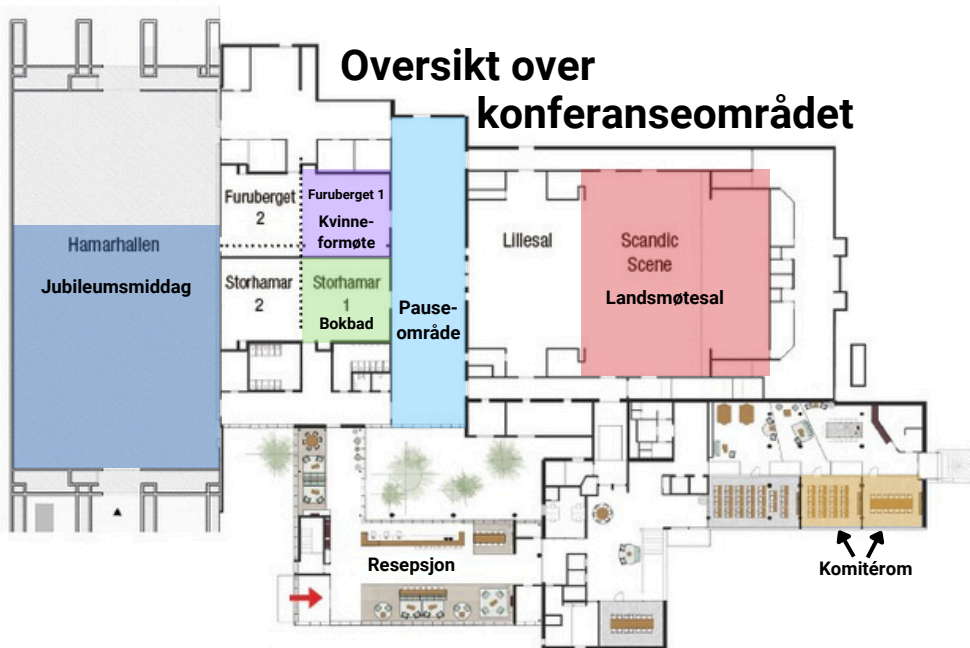 Oversikt over
konferanseområdet
Hamarhallen
Jubileumsmiddag
Furuberget
2
Furuberget 1
Kvinne-
formøte
Storhamar
2
Storhamar
1
Bokbad
Pause-
område
Lillesal
Scandic
Scene
Landsmøtesal
Resepsjon
Komitérom